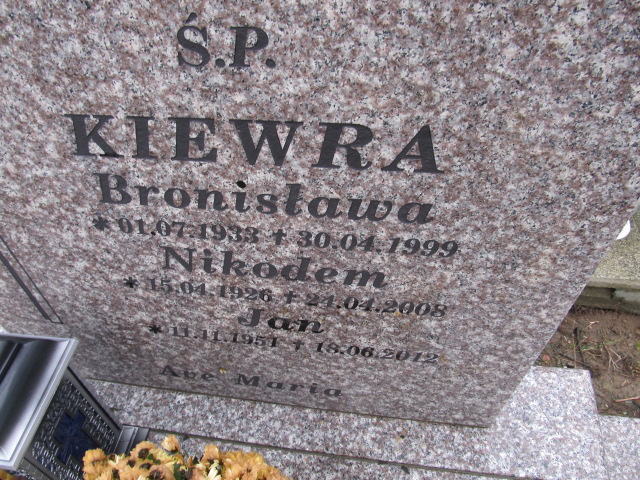 Ś.P.
KIEWRA
Bronisława
* 01.07.1933 † 30.04.1999
Nikodem
* 15.04.1926 † 24.04.2008
Jan
* 11.11.1951 † 18.06.2012
Ave Maria